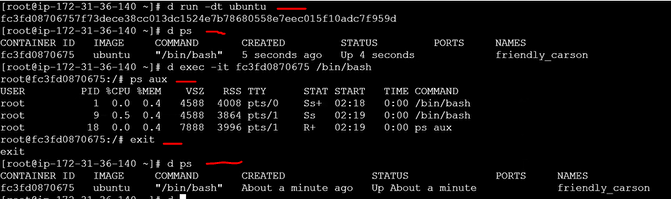 [root@ip-172-31-36-140 ~]# d run -dt ubuntu
fc3fd08706757f73dece38cc013dc1524e7b78680558e7eec015f10adc7f959d
[root@ip-172-31-36-140 ~]# d ps
CONTAINER ID IMAGE COMMAND CREATED STATUS PORTS NAMES
fc3fd0870675 ubuntu "/bin/bash" 5 seconds ago Up 4 seconds friendly_carson
[root@ip-172-31-36-140 ~]# d exec -it fc3fd0870675 /bin/bash
root@fc3fd0870675:/# ps aux
USER PID %CPU %MEM VSZ RSS TTY STAT START TIME COMMAND
root 1 0.0 0.4 4588 4008 pts/0 Ss+ 02:18 0:00 /bin/bash
root 9 0.5 0.4 4588 3864 pts/1 Ss 02:19 0:00 /bin/bash
root 18 0.0 0.4 7888 3996 pts/1 R+ 02:19 0:00 ps aux
root@fc3fd0870675:/# exit
exit
[root@ip-172-31-36-140 ~]# d ps
CONTAINER ID IMAGE COMMAND CREATED STATUS PORTS NAMES
fc3fd0870675 ubuntu "/bin/bash" About a minute ago Up About a minute friendly_carson
[root@ip-172-31-36-140 ~]# d